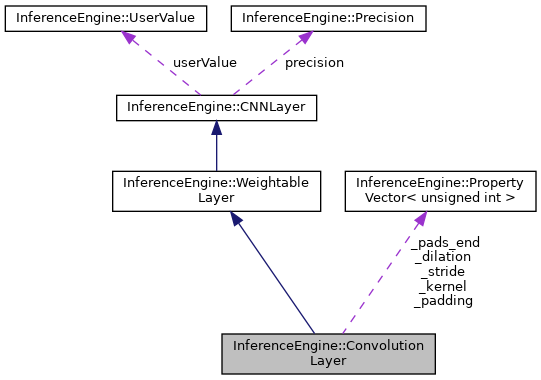 InferenceEngine::UserValue
InferenceEngine::Precision
userValue
precision
InferenceEngine::CNNLayer
InferenceEngine::Weightable
Layer
InferenceEngine::Property
Vector< unsigned int >
_pads_end
_dilation
_stride
_kernel
_padding
InferenceEngine::Convolution
Layer